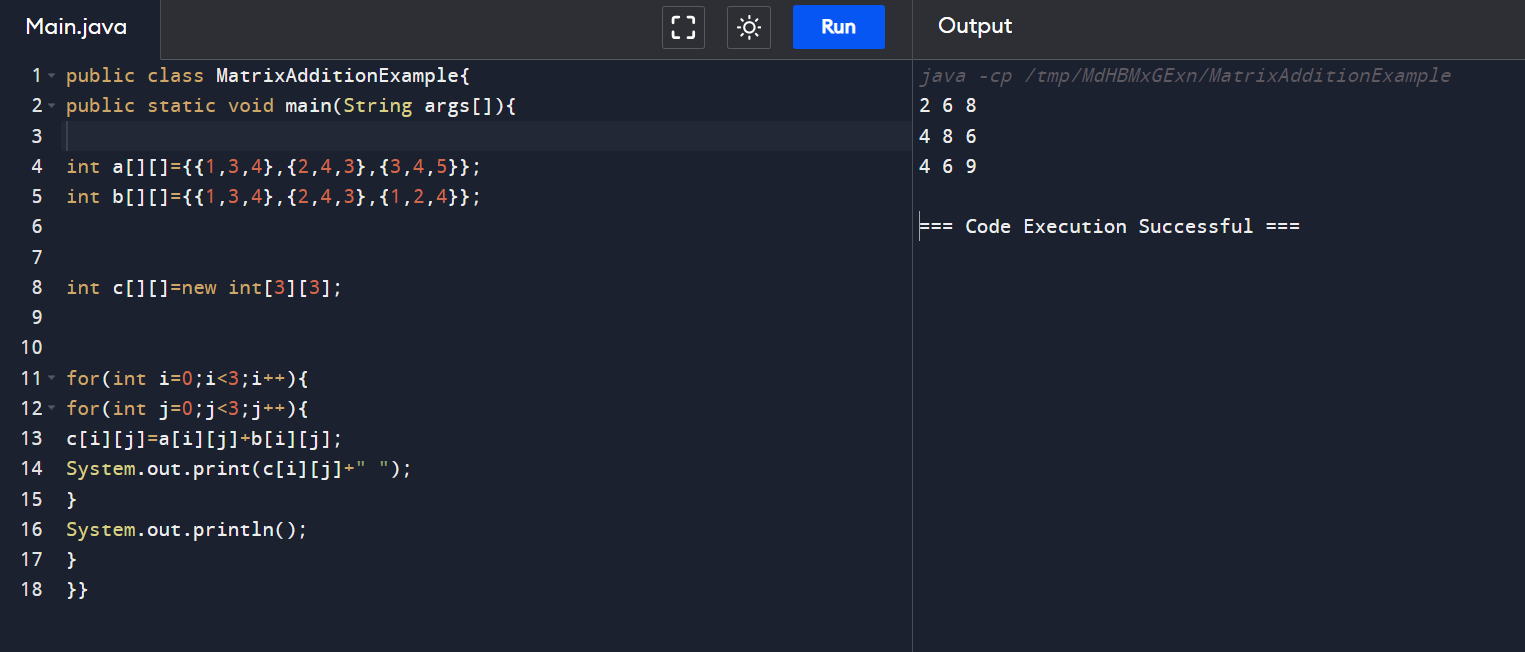 Main.java
Run
1 public class MatrixAdditionExample{
2 public static void main(String args[]){
3
4 int a[][]={{1,3,4},{2,4,3},{3,4,5}};
5 int b[][]={{1,3,4},{2,4,3},{1,2,4}};
6
7
8 int c[][]=new int[3][3];
9
10
11 for(int i=0;i<3;i++){
12 for(int j=0;j<3;j++){
13 c[i][j]=a[i][j]+b[i][j];
14 System.out.print(c[i][j]+" ");
15 }
16 System.out.println();
17 }
18 }}
Output
java -cp /tmp/MdHBMxGExn/MatrixAdditionExample
2 6 8
4 8 6
4 6 9
=== Code Execution Successful ===